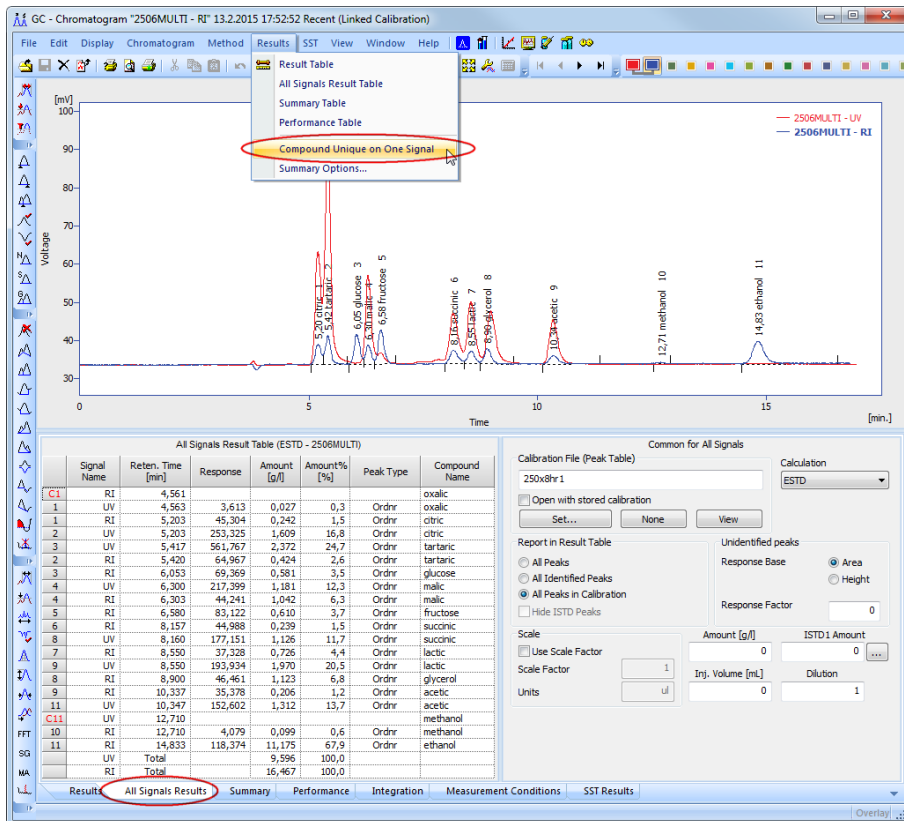 GC - Chromatogram "2506MULTI - RI" 13.2.2015 17:52:52 Recent (Linked Calibration)
File Edit Display Chromatogram Method Results SST View Window Help
Result Table
All Signals Result Table
Summary Table
Performance Table
Compound Unique on One Signal
Summary Options...
[mV]
2506MULTI - UV
2506MULTI - RI
100
90
80
70
60
50
40
30
Voltage
5,20 citric 1
5,42 tartaric 2
6,05 glucose 3
6,30 malic 4
6,58 fructose 5
8,16 succinic 6
8,55 lactic 7
8,90 glycerol 8
10,34 acetic 9
12,71 methanol 10
14,83 ethanol 11
0 5 10 15
Time
[min.]
All Signals Result Table (ESTD - 2506MULTI)
Signal Name Reten. Time [min] Response Amount [g/l] Amount% [%] Peak Type Compound Name
C1 RI 4,561 oxalic
1 UV 4,563 3,613 0,027 0,3 Ordnr oxalic
1 RI 5,203 45,304 0,242 1,5 Ordnr citric
2 UV 5,203 253,325 1,609 16,8 Ordnr citric
3 UV 5,417 561,767 2,372 24,7 Ordnr tartaric
2 RI 5,420 64,967 0,424 2,6 Ordnr tartaric
3 RI 6,053 69,369 0,581 3,5 Ordnr glucose
4 UV 6,300 217,399 1,181 12,3 Ordnr malic
4 RI 6,303 44,241 1,042 6,3 Ordnr malic
5 RI 6,580 83,122 0,610 3,7 Ordnr fructose
6 RI 8,157 44,988 0,239 1,5 Ordnr succinic
8 UV 8,160 177,151 1,126 11,7 Ordnr succinic
7 RI 8,550 37,328 0,726 4,4 Ordnr lactic
9 UV 8,550 193,934 1,970 20,5 Ordnr lactic
8 RI 8,900 46,461 1,123 6,8 Ordnr glycerol
9 RI 10,337 35,378 0,206 1,2 Ordnr acetic
11 UV 10,347 152,602 1,312 13,7 Ordnr acetic
C11 UV 12,710 methanol
10 RI 12,710 4,079 0,099 0,6 Ordnr methanol
11 RI 14,833 118,374 11,175 67,9 Ordnr ethanol
UV Total 9,596 100,0
RI Total 16,467 100,0
Common for All Signals
Calibration File (Peak Table)
250x8hr1
Calculation
ESTD
Open with stored calibration
Set... None View
Report in Result Table
All Peaks
All Identified Peaks
All Peaks in Calibration
Hide ISTD Peaks
Unidentified peaks
Response Base Area
Height
Response Factor 0
Scale
Use Scale Factor
Scale Factor 1
Units ul
Amount [g/l] ISTD1 Amount
0 0 ...
Inj. Volume [mL] Dilution
0 1
Results All Signals Results Summary Performance Integration Measurement Conditions SST Results
Overlay
N
S
G
FFT
SG
MA